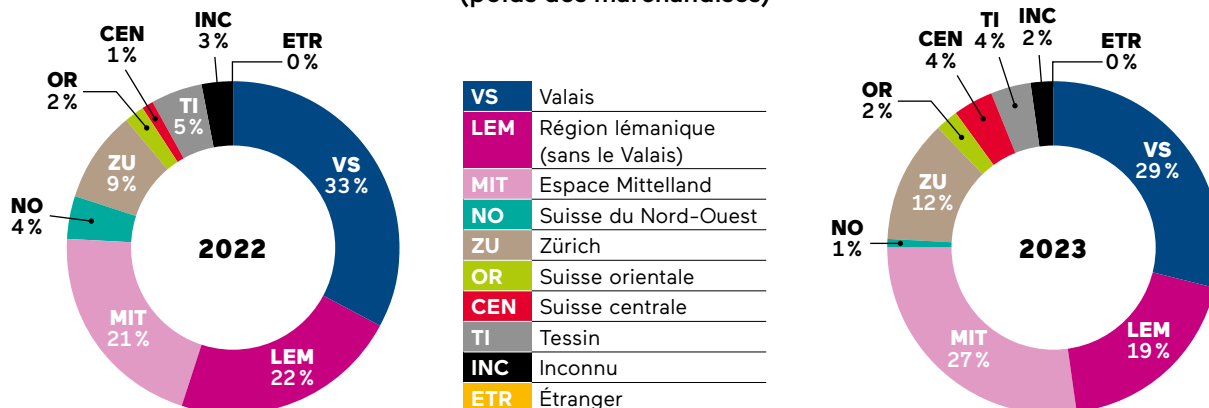 (poids des marchandises)
INC
3 %
CEN
1 %
ETR
0 %
OR
2 %
TI
5 %
ZU
9 %
VS
33 %
NO
4 %
2022
MIT
21 %
LEM
22 %
VS Valais
LEM Région lémanique
(sans le Valais)
MIT Espace Mittelland
NO Suisse du Nord-Ouest
ZU Zürich
OR Suisse orientale
CEN Suisse centrale
TI Tessin
INC Inconnu
ETR Étranger
TI
4 %
INC
2 %
CEN
4 %
ETR
0 %
OR
2 %
VS
29 %
ZU
12 %
NO
1 %
2023
MIT
27 %
LEM
19 %